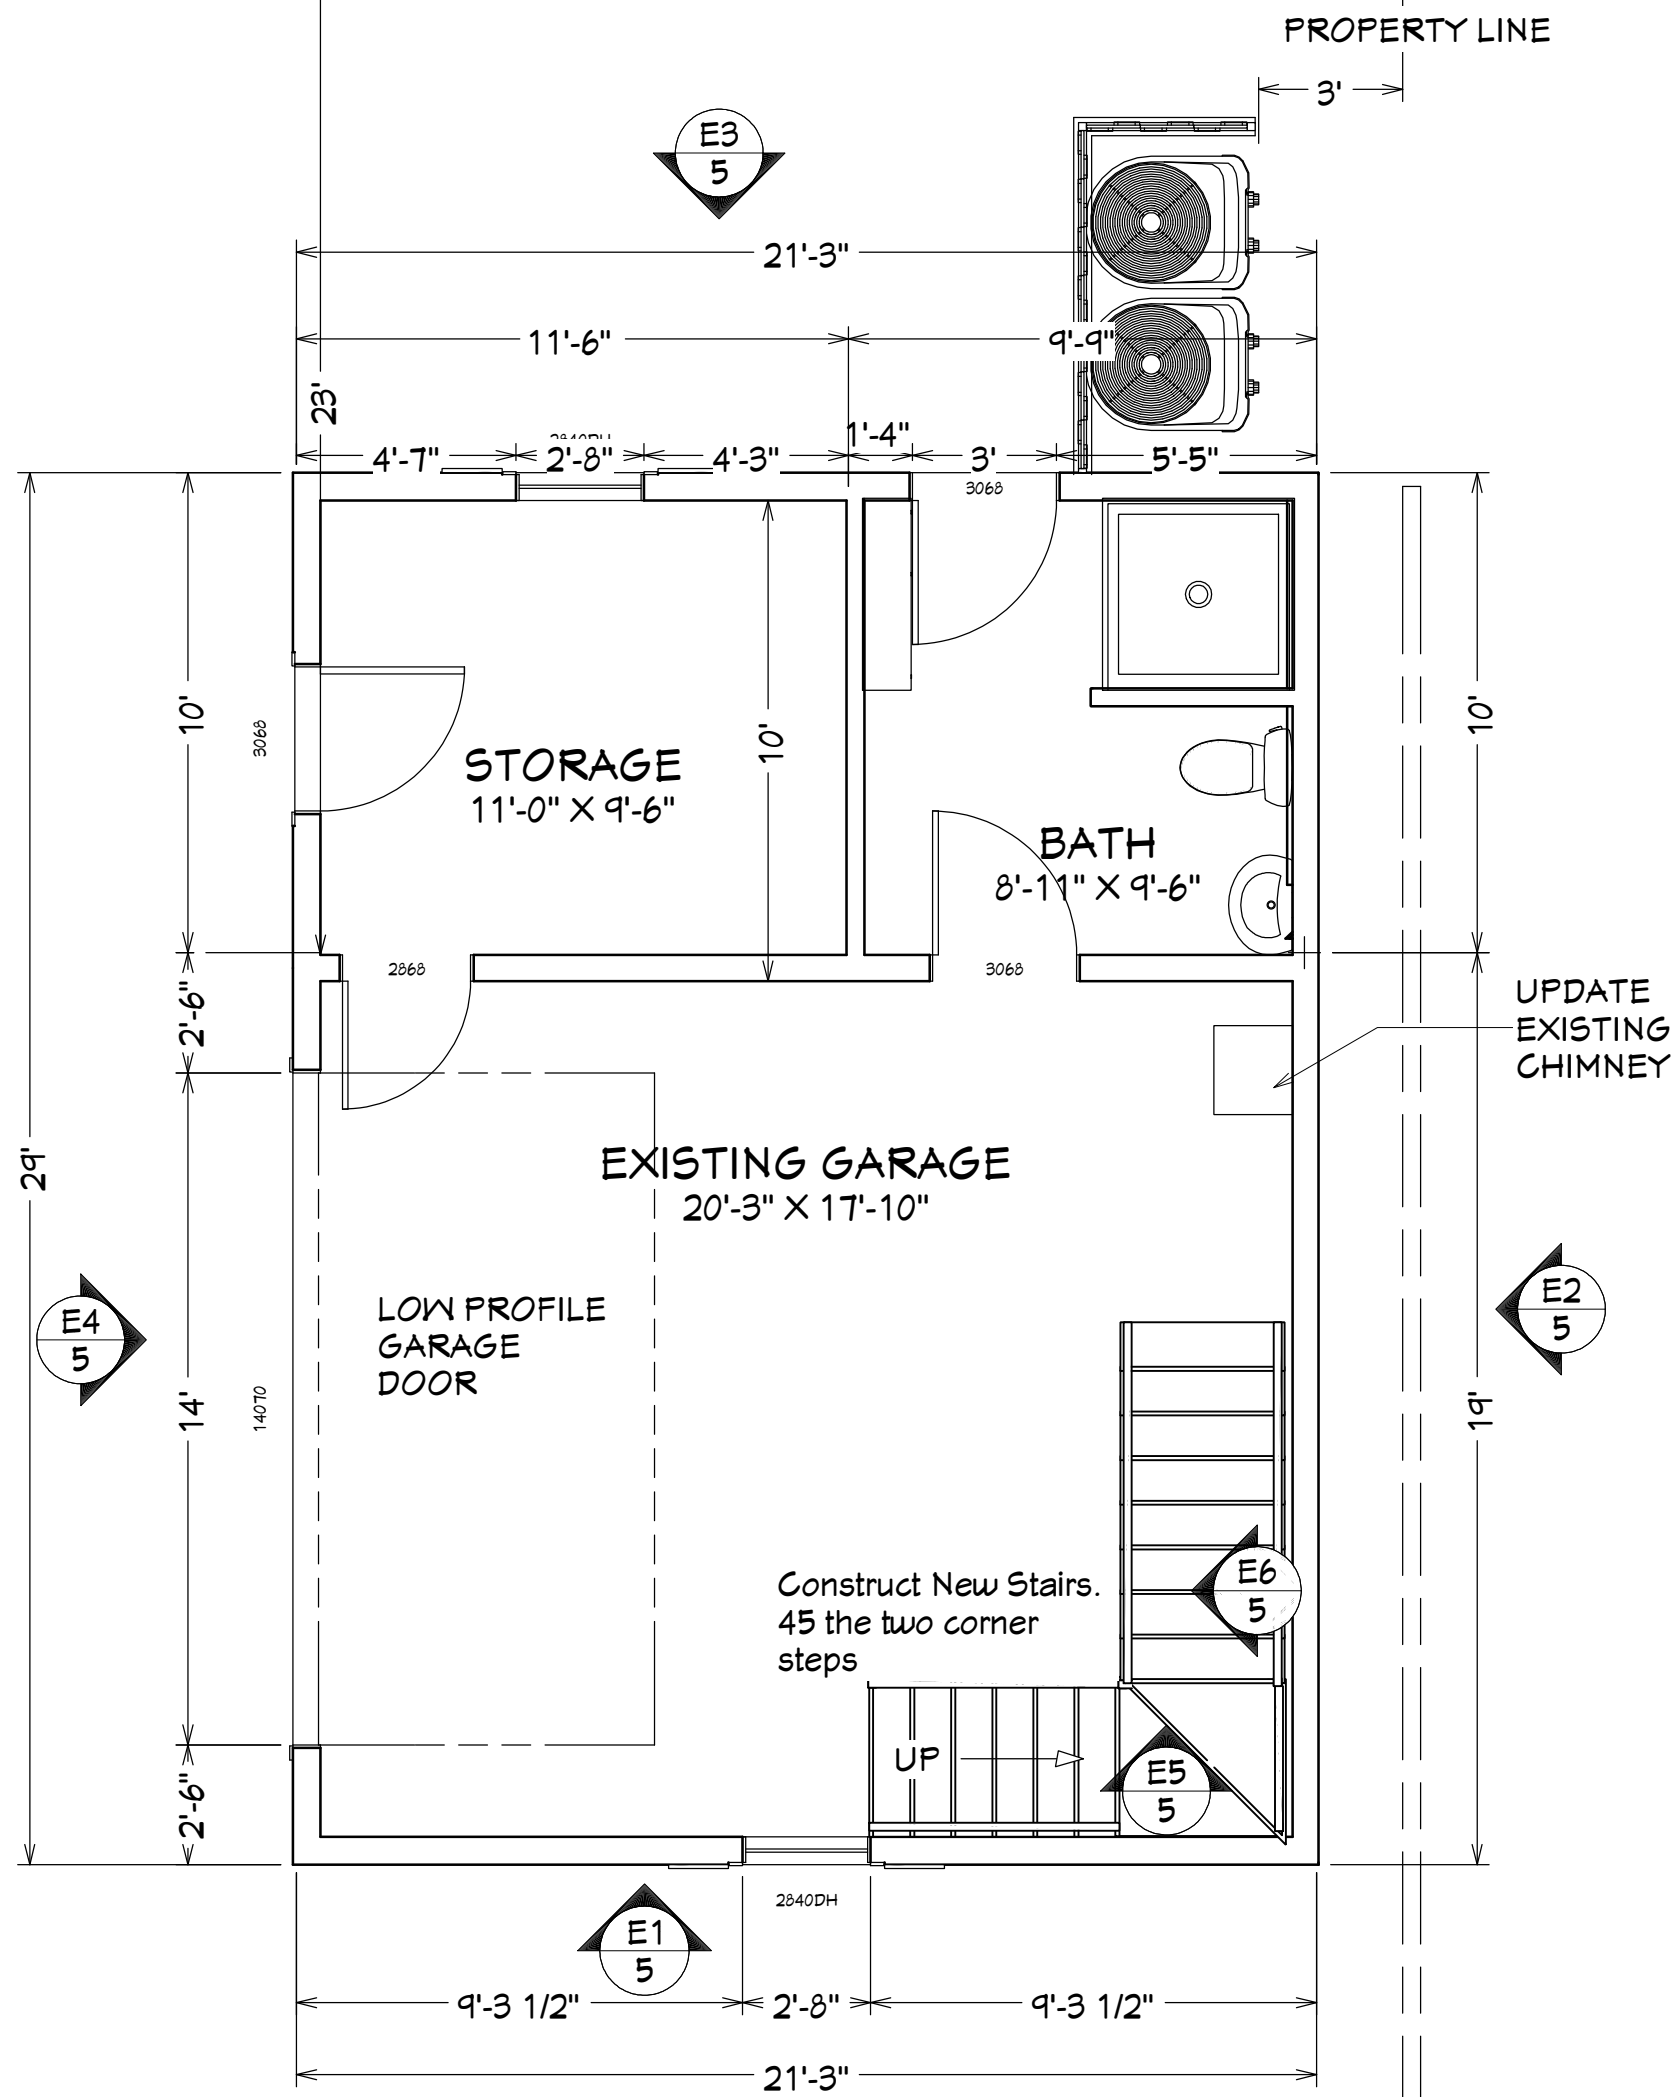 PROPERTY LINE
3'
E3
5
21'-3"
11'-6"
9'-9"
23'
1'-4"
4'-7"
2'-8"
4'-3"
3'
5'-5"
3068
10'
3068
10'
10'
STORAGE
11'-0" X 9'-6"
BATH
8'-11" X 9'-6"
2868
3068
2'-6"
UPDATE
EXISTING
CHIMNEY
29'
EXISTING GARAGE
20'-3" X 17'-10"
E4
5
LOW PROFILE
GARAGE
DOOR
E2
5
14'
14070
19'
Construct New Stairs.
45 the two corner
steps
E6
5
UP
E5
5
2'-6"
2840DH
E1
5
9'-3 1/2"
2'-8"
9'-3 1/2"
21'-3"